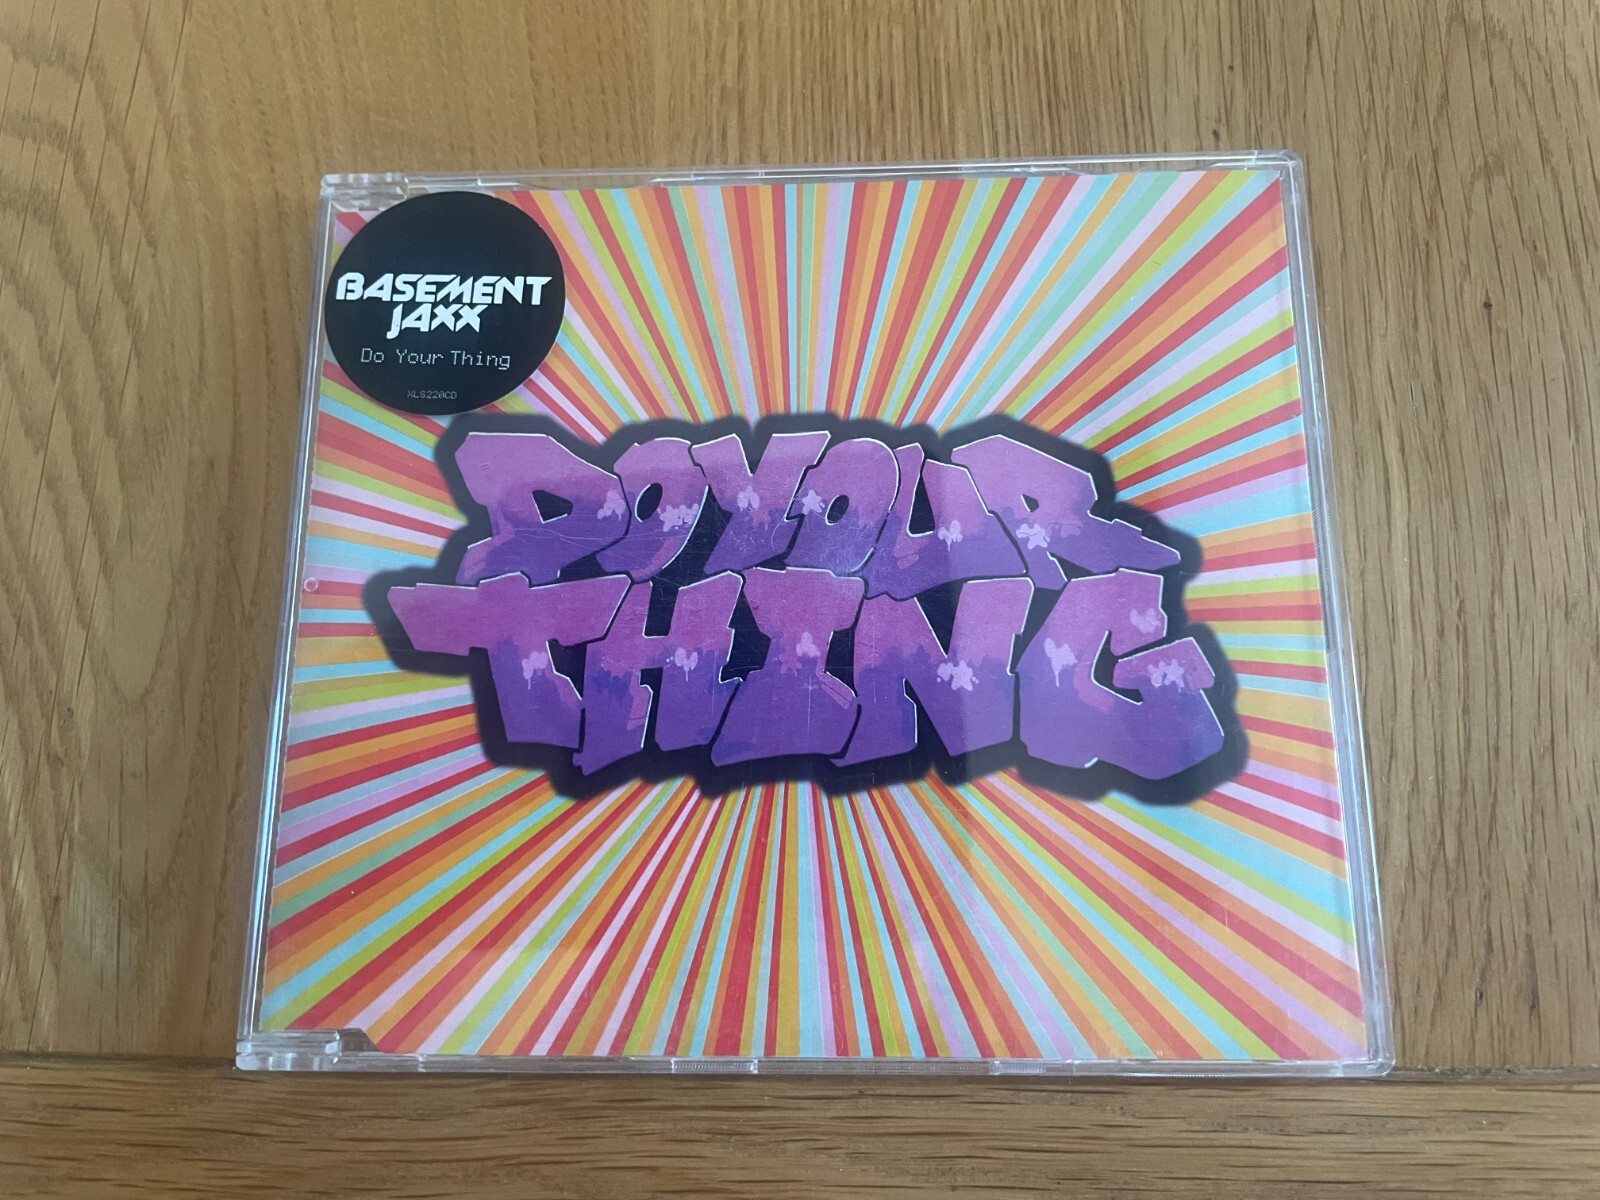 BASEMENT
JAXX
Do Your Thing
XLS220CD
DO YOUR
THING